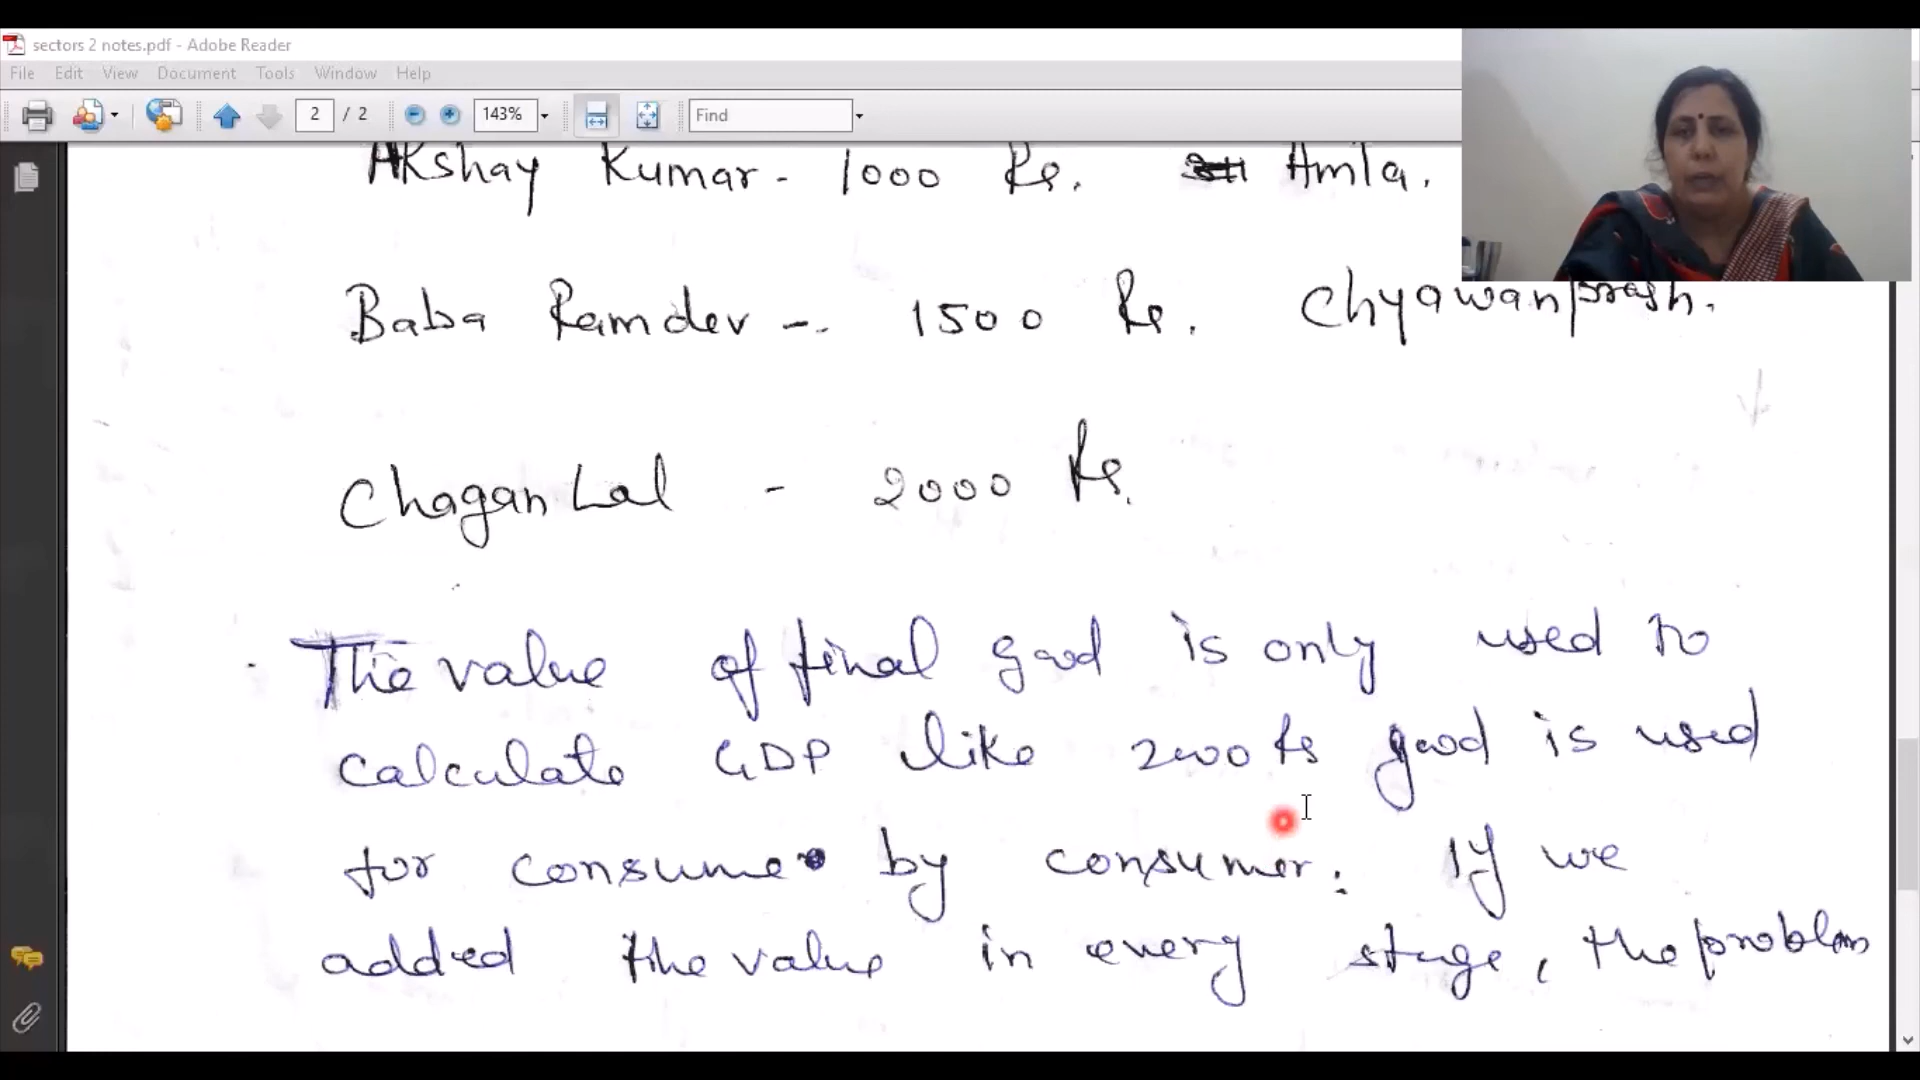 sectors 2 notes.pdf - Adobe Reader
File Edit View Document Tools Window Help
2 / 2 143% Find
Akshay Kumar - 1000 Rs. Amla.
Baba Ramdev -- 1500 Rs. Chyawanprash.
Chagan Lal - 2000 Rs.
The value of final good is only used to
calculate GDP like 2000 Rs good is used
for consume by consumer. If we
added the value in every stage, the problem